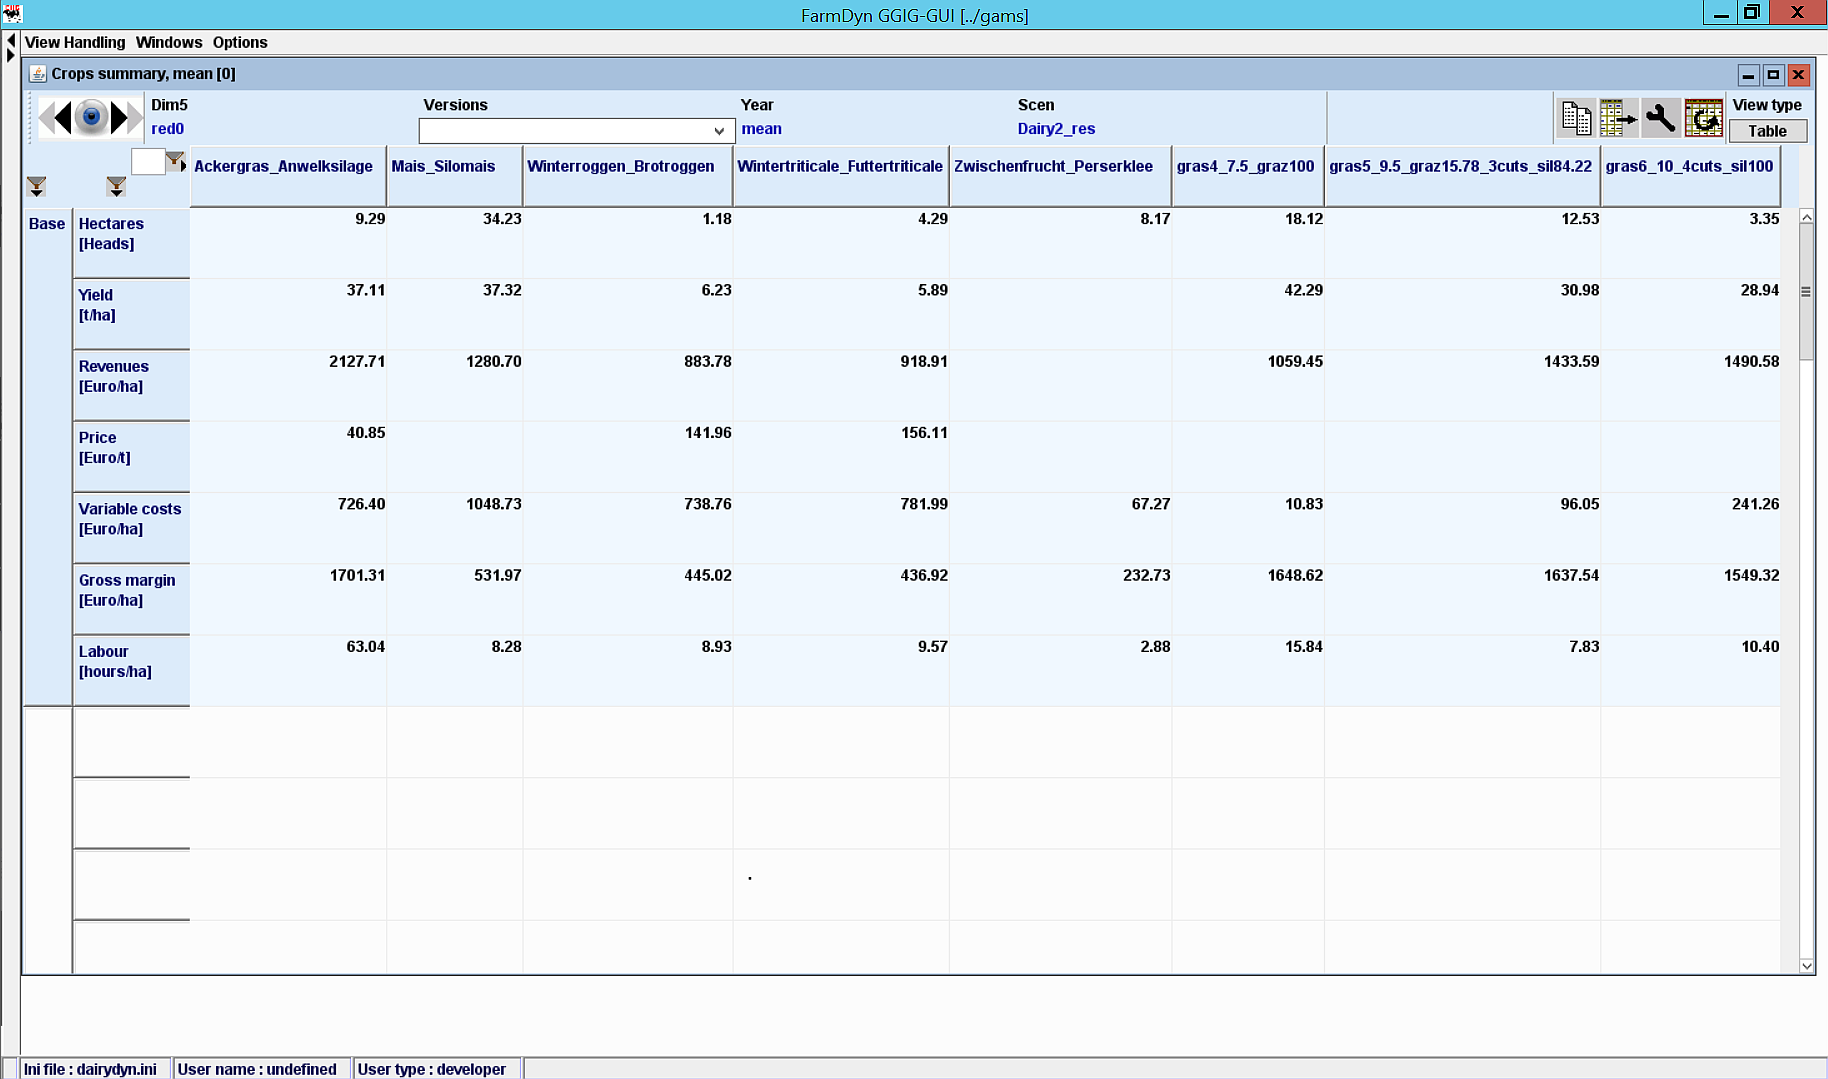 FarmDyn GGIG-GUI [../gams]
View Handling Windows Options
Crops summary, mean [0]
Dim5 Versions Year Scen View type
red0 mean Dairy2_res Table
Ackergras_Anwelksilage Mais_Silomais Winterroggen_Brotroggen Wintertriticale_Futtertriticale Zwischenfrucht_Perserklee gras4_7.5_graz100 gras5_9.5_graz15.78_3cuts_sil84.22 gras6_10_4cuts_sil100
Base Hectares 9.29 34.23 1.18 4.29 8.17 18.12 12.53 3.35
[Heads]
Yield 37.11 37.32 6.23 5.89 42.29 30.98 28.94
[t/ha]
Revenues 2127.71 1280.70 883.78 918.91 1059.45 1433.59 1490.58
[Euro/ha]
Price 40.85 141.96 156.11
[Euro/t]
Variable costs 726.40 1048.73 738.76 781.99 67.27 10.83 96.05 241.26
[Euro/ha]
Gross margin 1701.31 531.97 445.02 436.92 232.73 1648.62 1637.54 1549.32
[Euro/ha]
Labour 63.04 8.28 8.93 9.57 2.88 15.84 7.83 10.40
[hours/ha]
Ini file : dairydyn.ini User name : undefined User type : developer